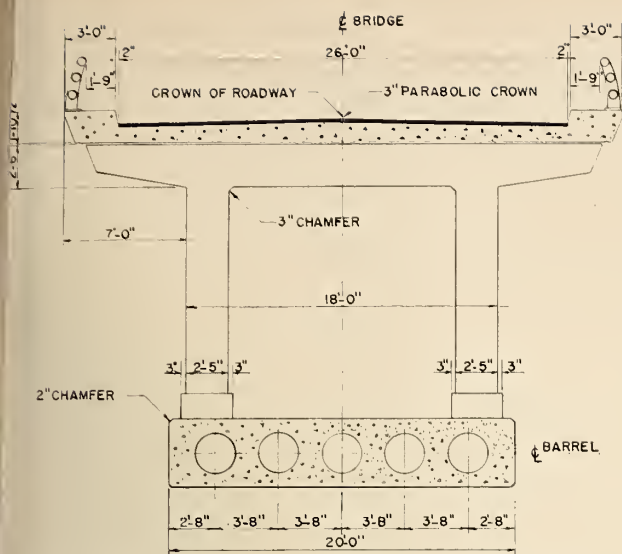 ℄ BRIDGE
3'-0"
3'-0"
2"
26'-0"
2"
1'-9"
1'-9"
CROWN OF ROADWAY
3" PARABOLIC CROWN
2'-6"
3" CHAMFER
7'-0"
18'-0"
3" 2'-5" 3"
3" 2'-5" 3"
2" CHAMFER
℄ BARREL
2'-8" 3'-8" 3'-8" 3'-8" 3'-8" 2'-8"
20'-0"